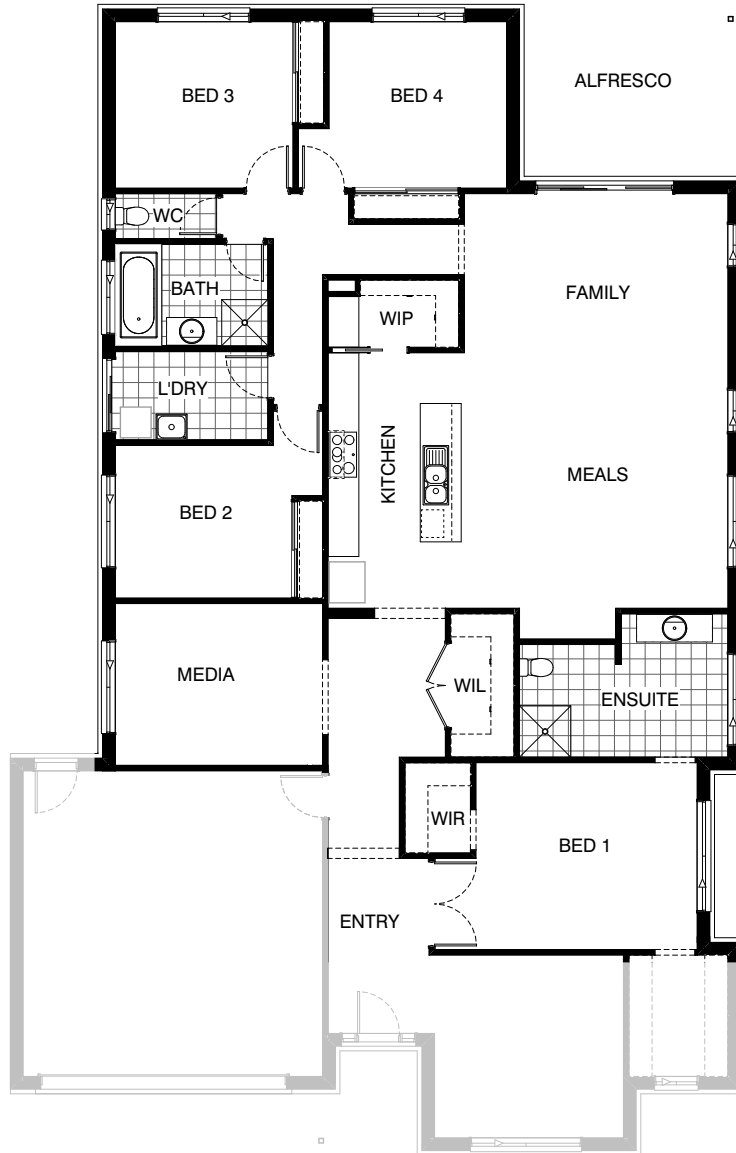 ALFRESCO
BED 3
BED 4
WC
BATH
FAMILY
WIP
L'DRY
KITCHEN
MEALS
BED 2
MEDIA
WIL
ENSUITE
WIR
BED 1
ENTRY